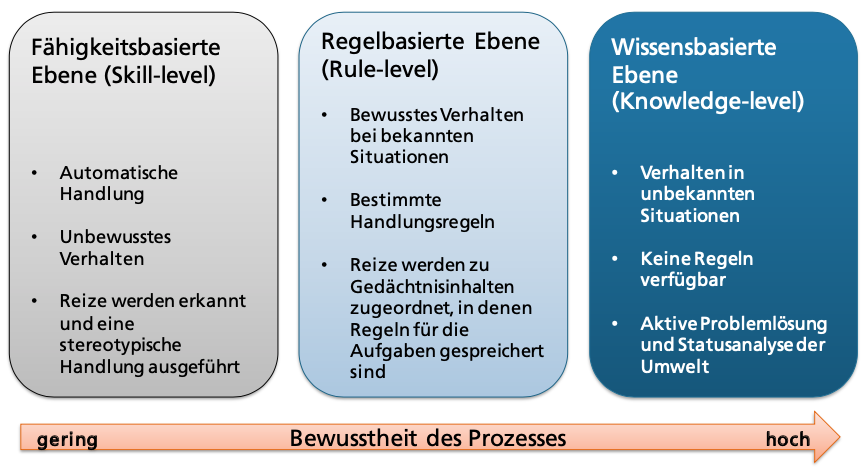 Fähigkeitsbasierte
Ebene (Skill-level)
• Automatische
Handlung
• Unbewusstes
Verhalten
• Reize werden erkannt
und eine
stereotypische
Handlung ausgeführt
Regelbasierte Ebene
(Rule-level)
• Bewusstes Verhalten
bei bekannten
Situationen
• Bestimmte
Handlungsregeln
• Reize werden zu
Gedächtnisinhalten
zugeordnet, in denen
Regeln für die
Aufgaben gespreichert
sind
Wissensbasierte
Ebene
(Knowledge-level)
• Verhalten in
unbekannten
Situationen
• Keine Regeln
verfügbar
• Aktive Problemlösung
und Statusanalyse der
Umwelt
gering Bewusstheit des Prozesses hoch